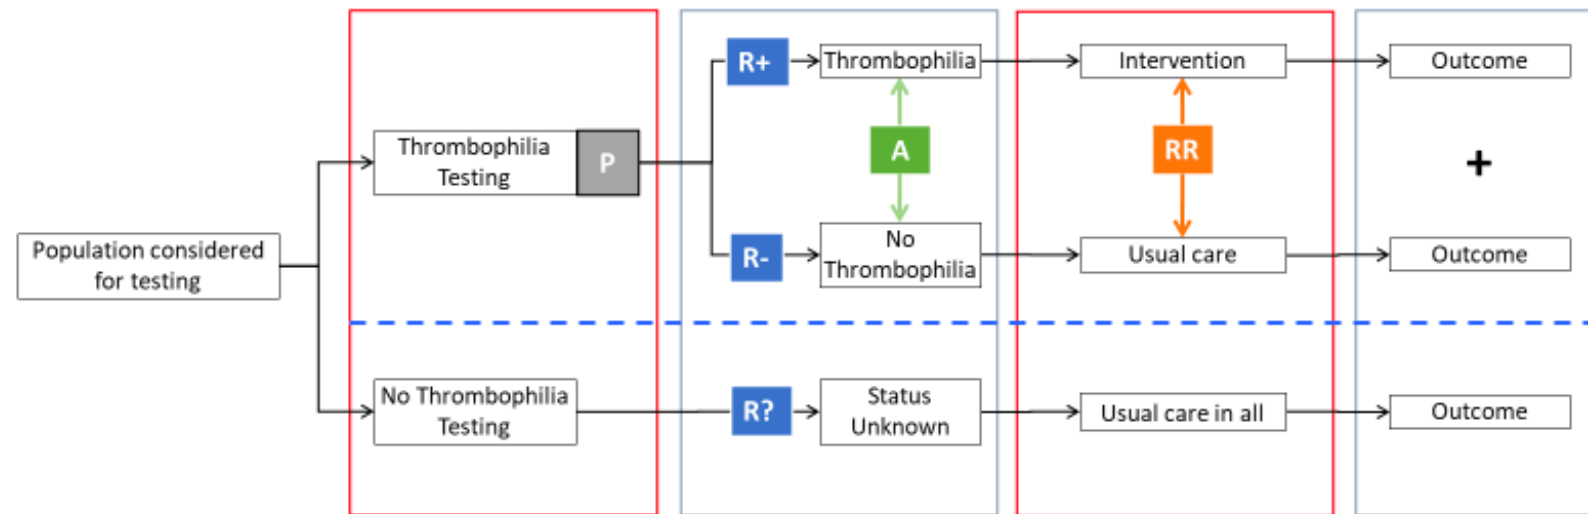 R+
Thrombophilia
Intervention
Outcome
Thrombophilia
Testing
P
A
RR
+
Population considered
for testing
R-
No
Thrombophilia
Usual care
Outcome
No Thrombophilia
Testing
R?
Status
Unknown
Usual care in all
Outcome